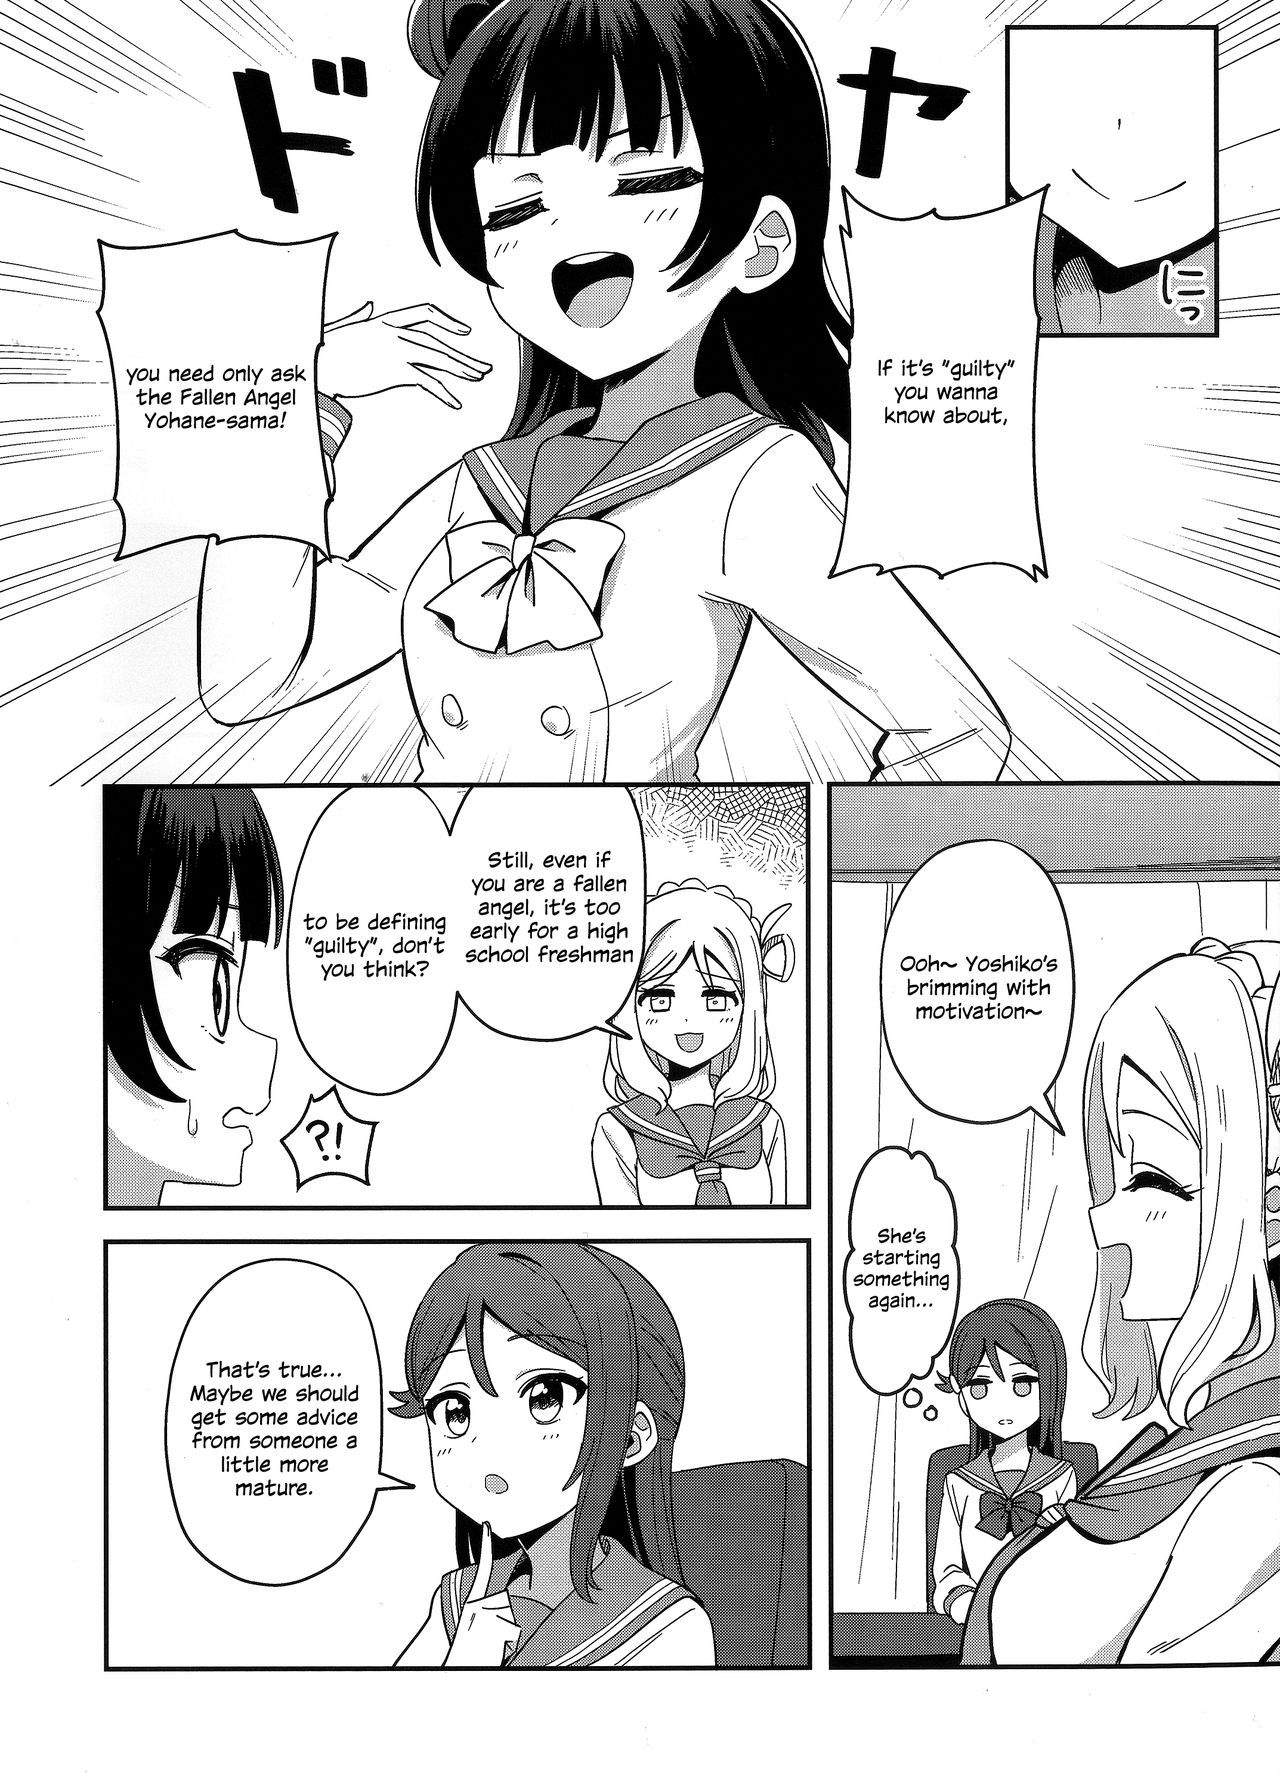 ニッ
ドヤ
If it's "guilty"
you wanna
know about,
you need only ask
the Fallen Angel
Yohane-sama!
Ooh~ Yoshiko's
brimming with
motivation~
She's
starting
something
again...
Still, even if
you are a fallen
angel, it's too
early for a high
school freshman
to be defining
"guilty", don't
you think?
?!
That's true...
Maybe we should
get some advice
from someone a
little more
mature.